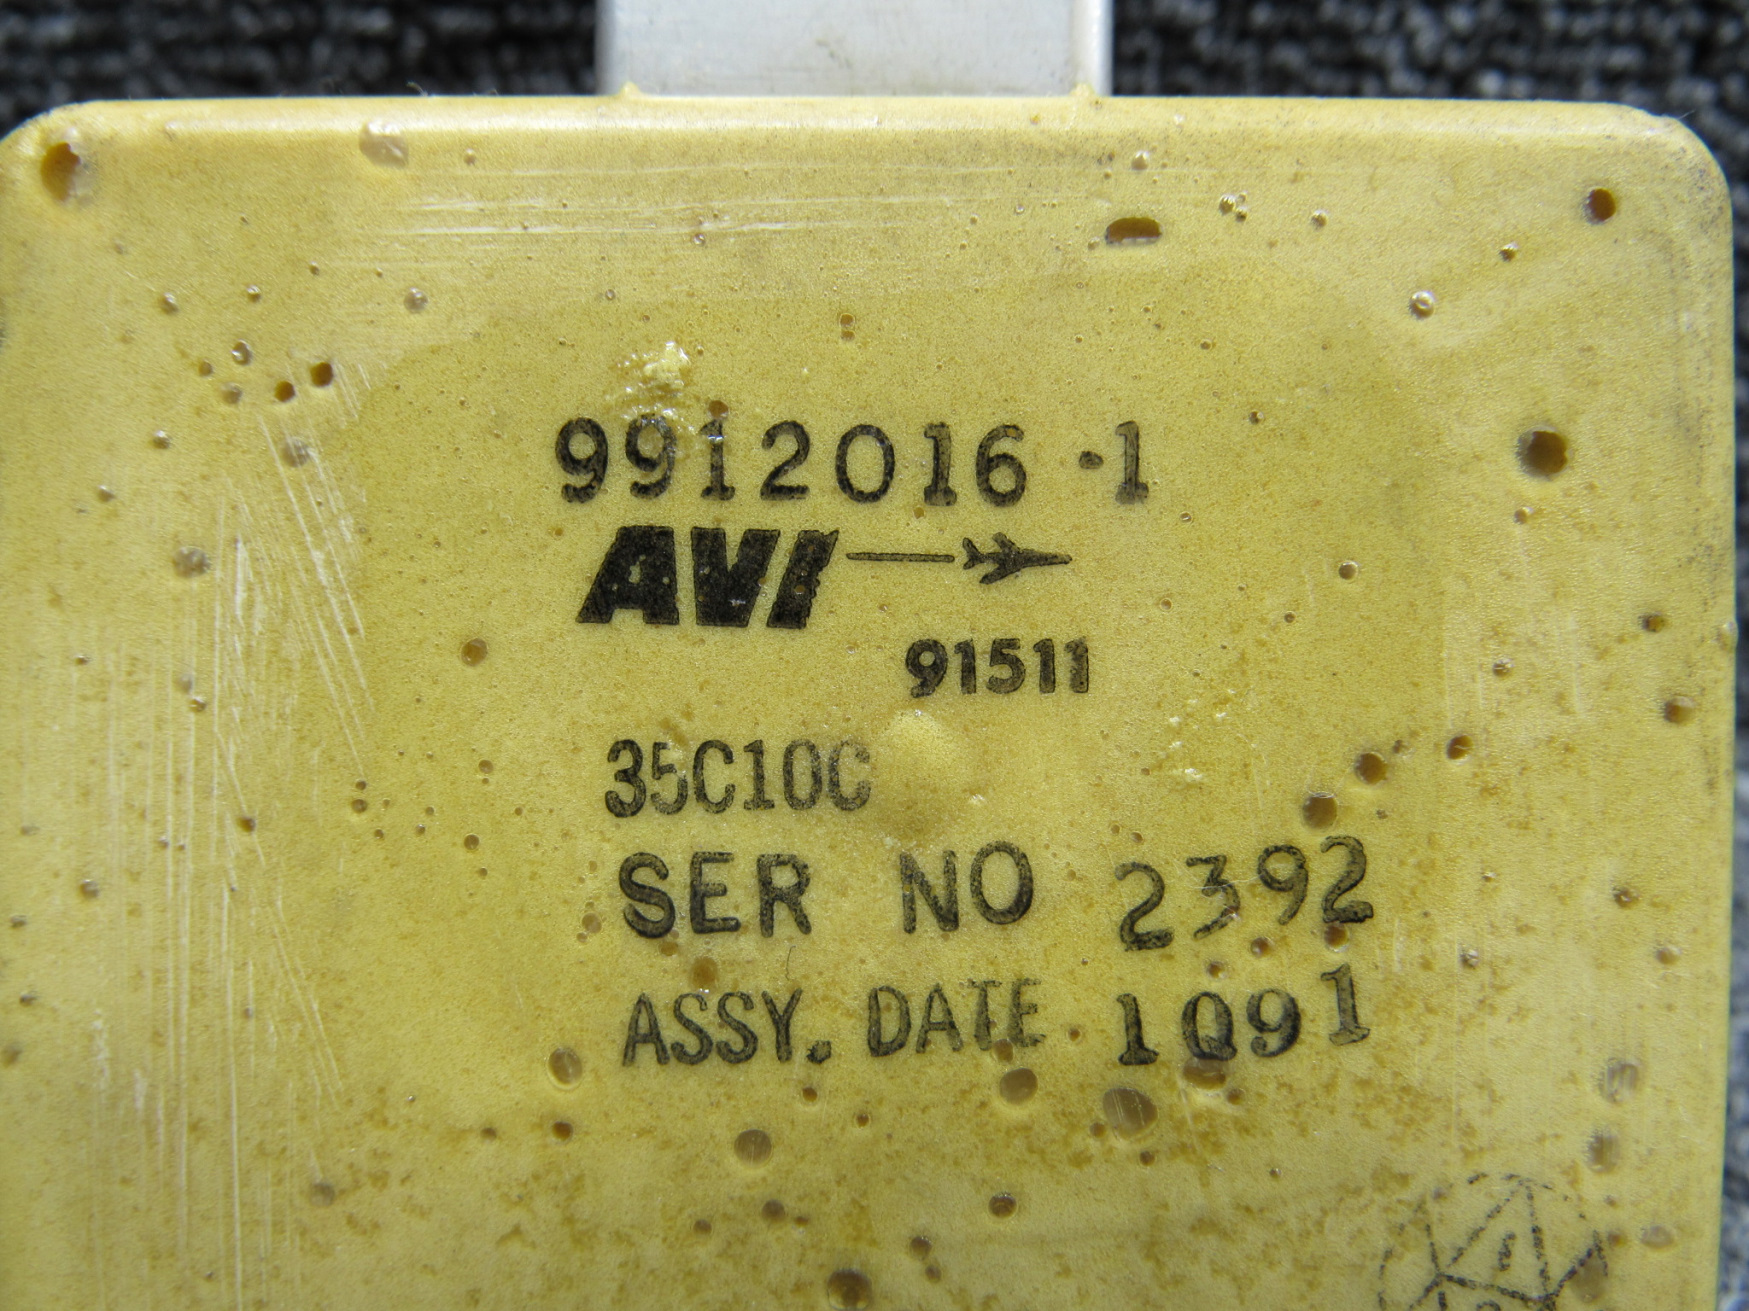 9912016-1
AVI
91511
35C10C
SER NO 2392
ASSY. DATE 1Q91